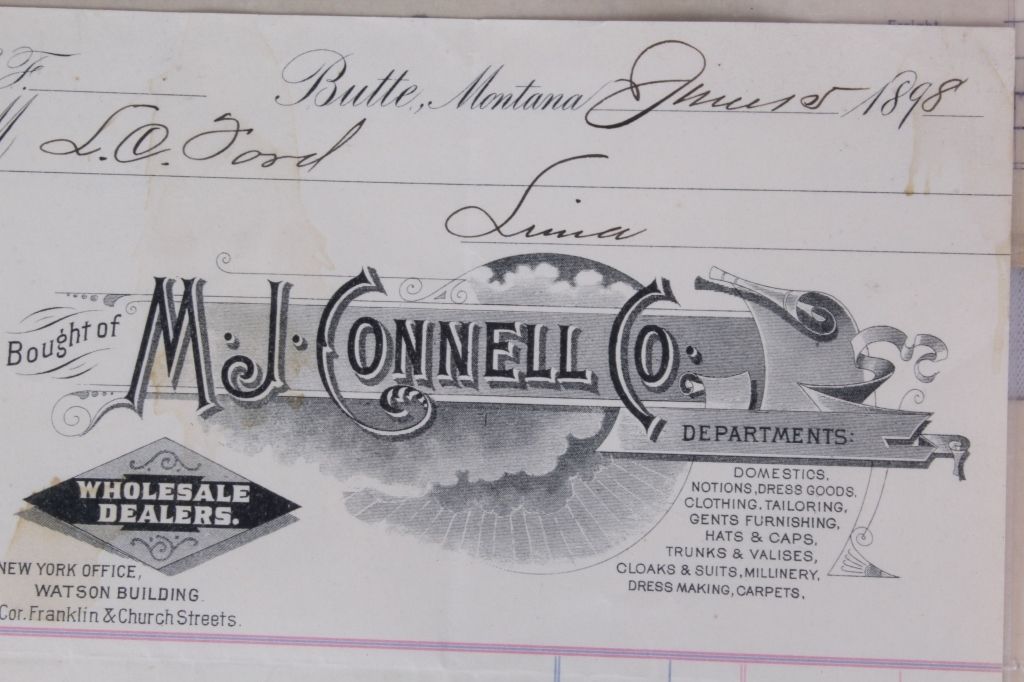 F.
Butte, Montana June 15 1898
M L.C. Ford
Lima
Bought of
M.J. CONNELL CO.
DEPARTMENTS:
DOMESTICS,
NOTIONS, DRESS GOODS,
CLOTHING. TAILORING,
GENTS FURNISHING,
HATS & CAPS,
TRUNKS & VALISES,
CLOAKS & SUITS, MILLINERY,
DRESS MAKING, CARPETS,
WHOLESALE
DEALERS.
NEW YORK OFFICE,
WATSON BUILDING.
Cor. Franklin & Church Streets.